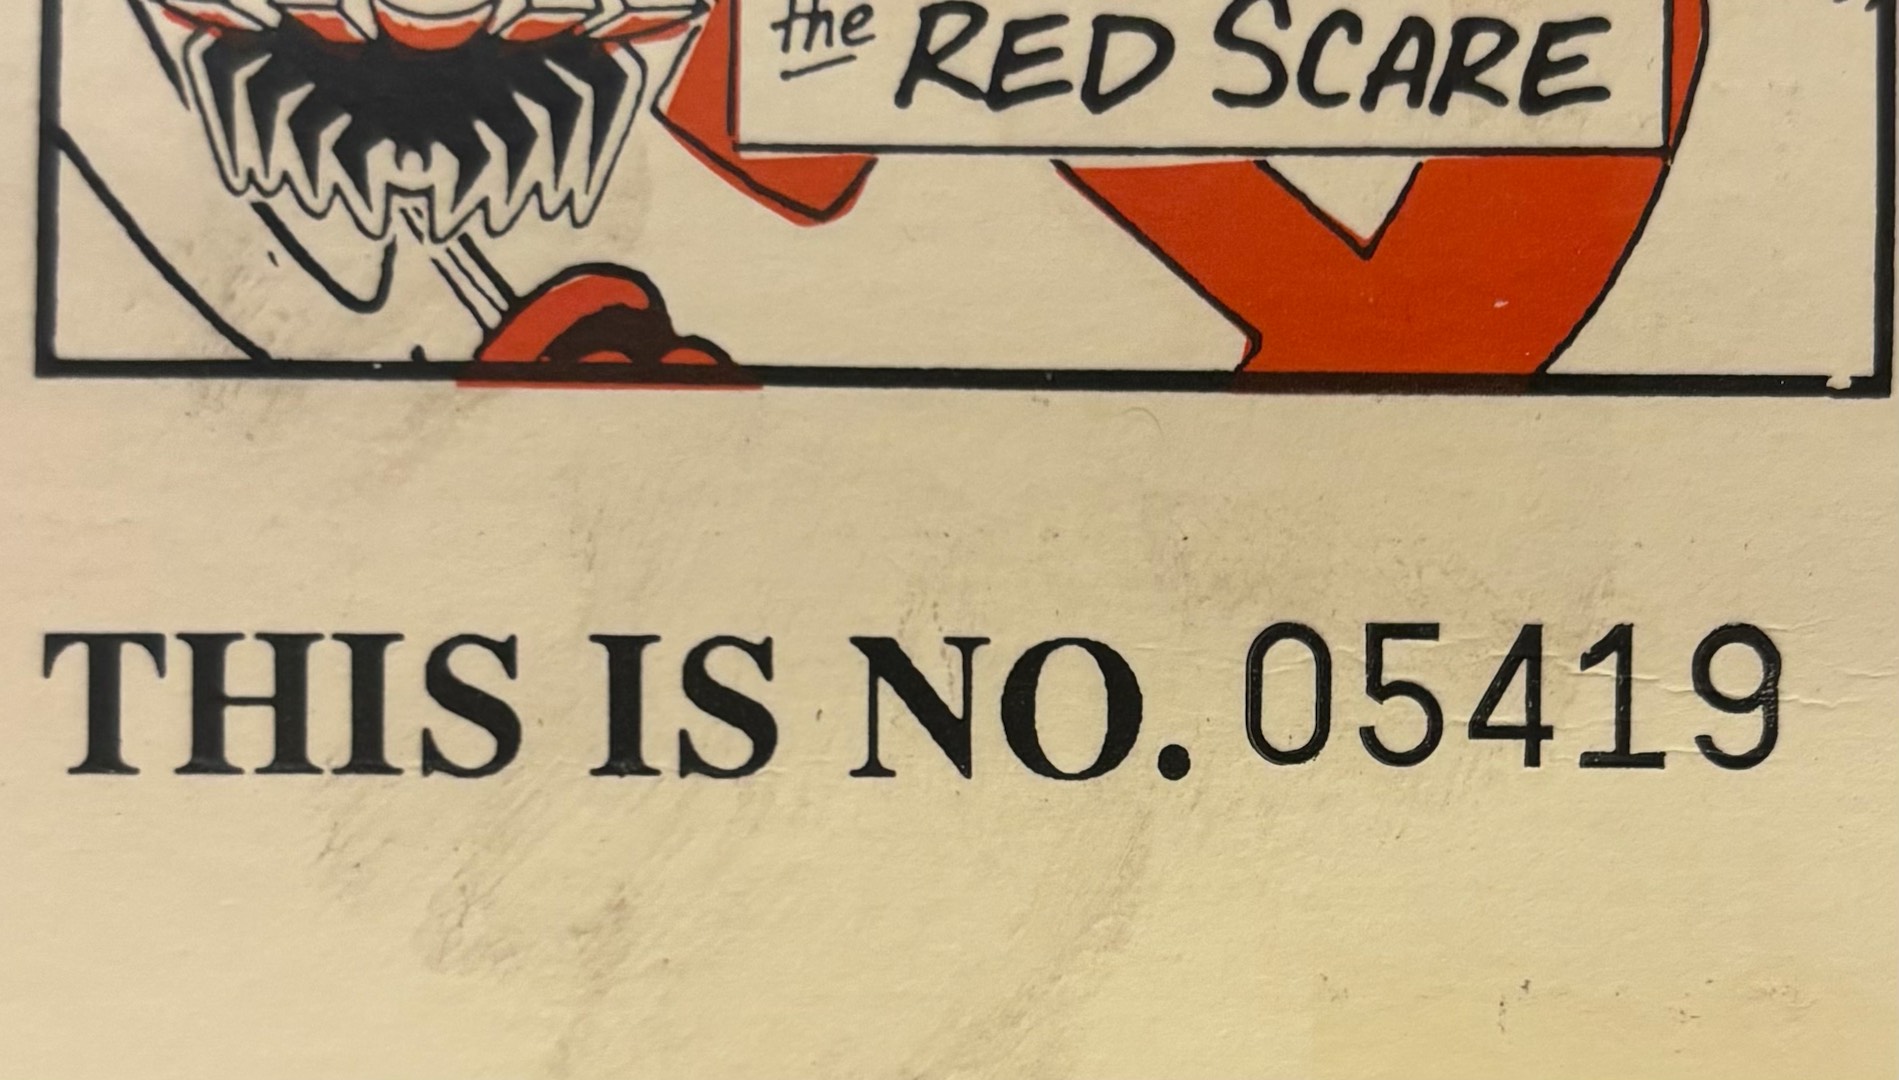 the RED SCARE
THIS IS NO. 05419